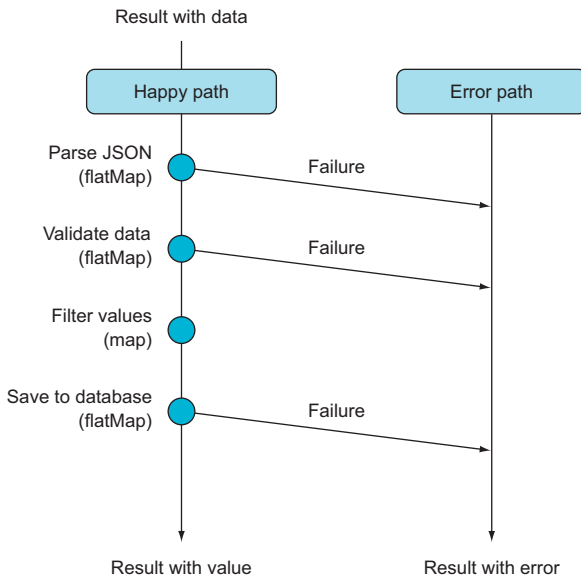 Result with data
Happy path
Error path
Parse JSON
(flatMap)
Failure
Validate data
(flatMap)
Failure
Filter values
(map)
Save to database
(flatMap)
Failure
Result with value
Result with error